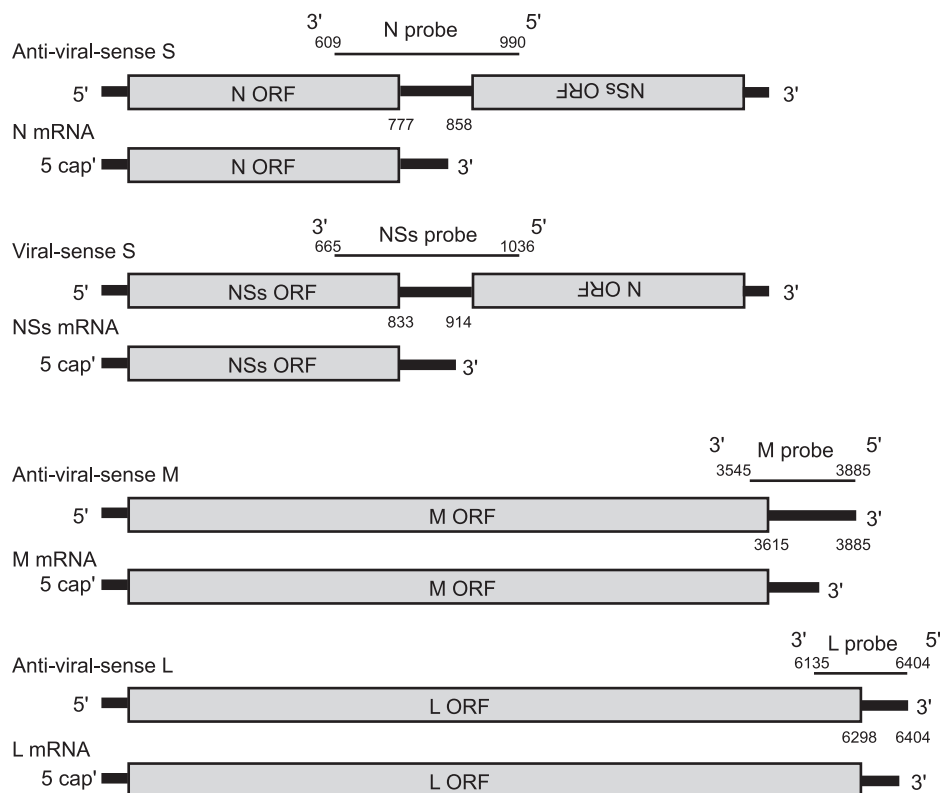 3' N probe 5'
609 990
Anti-viral-sense S
5' N ORF NSs ORF 3'
777 858
N mRNA
5 cap' N ORF 3'
3' NSs probe 5'
665 1036
Viral-sense S
5' NSs ORF N ORF 3'
833 914
NSs mRNA
5 cap' NSs ORF 3'
3' M probe 5'
3545 3885
Anti-viral-sense M
5' M ORF 3'
3615 3885
M mRNA
5 cap' M ORF 3'
3' L probe 5'
6135 6404
Anti-viral-sense L
5' L ORF 3'
6298 6404
L mRNA
5 cap' L ORF 3'